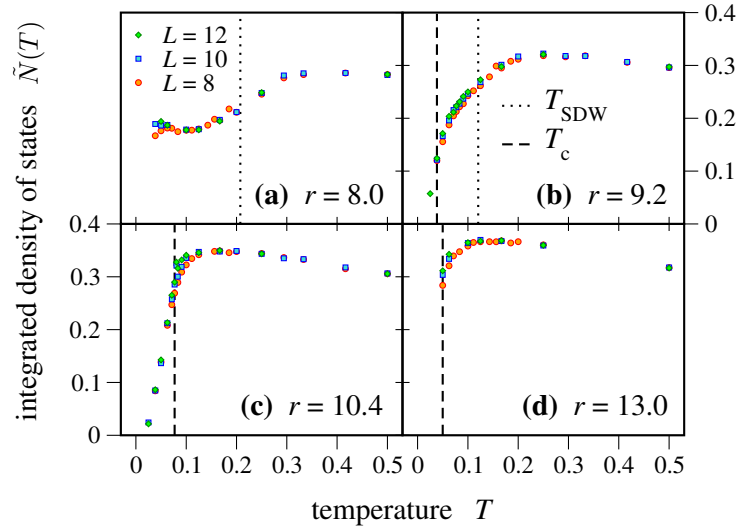 L = 12
L = 10
L = 8
(a) r = 8.0
0.4
0.3
0.2
0.1
0
T_SDW
T_c
(b) r = 9.2
integrated density of states Ñ(T)
0.4
0.3
0.2
0.1
0
(c) r = 10.4
(d) r = 13.0
0 0.1 0.2 0.3 0.4 0.5 0 0.1 0.2 0.3 0.4 0.5
temperature T